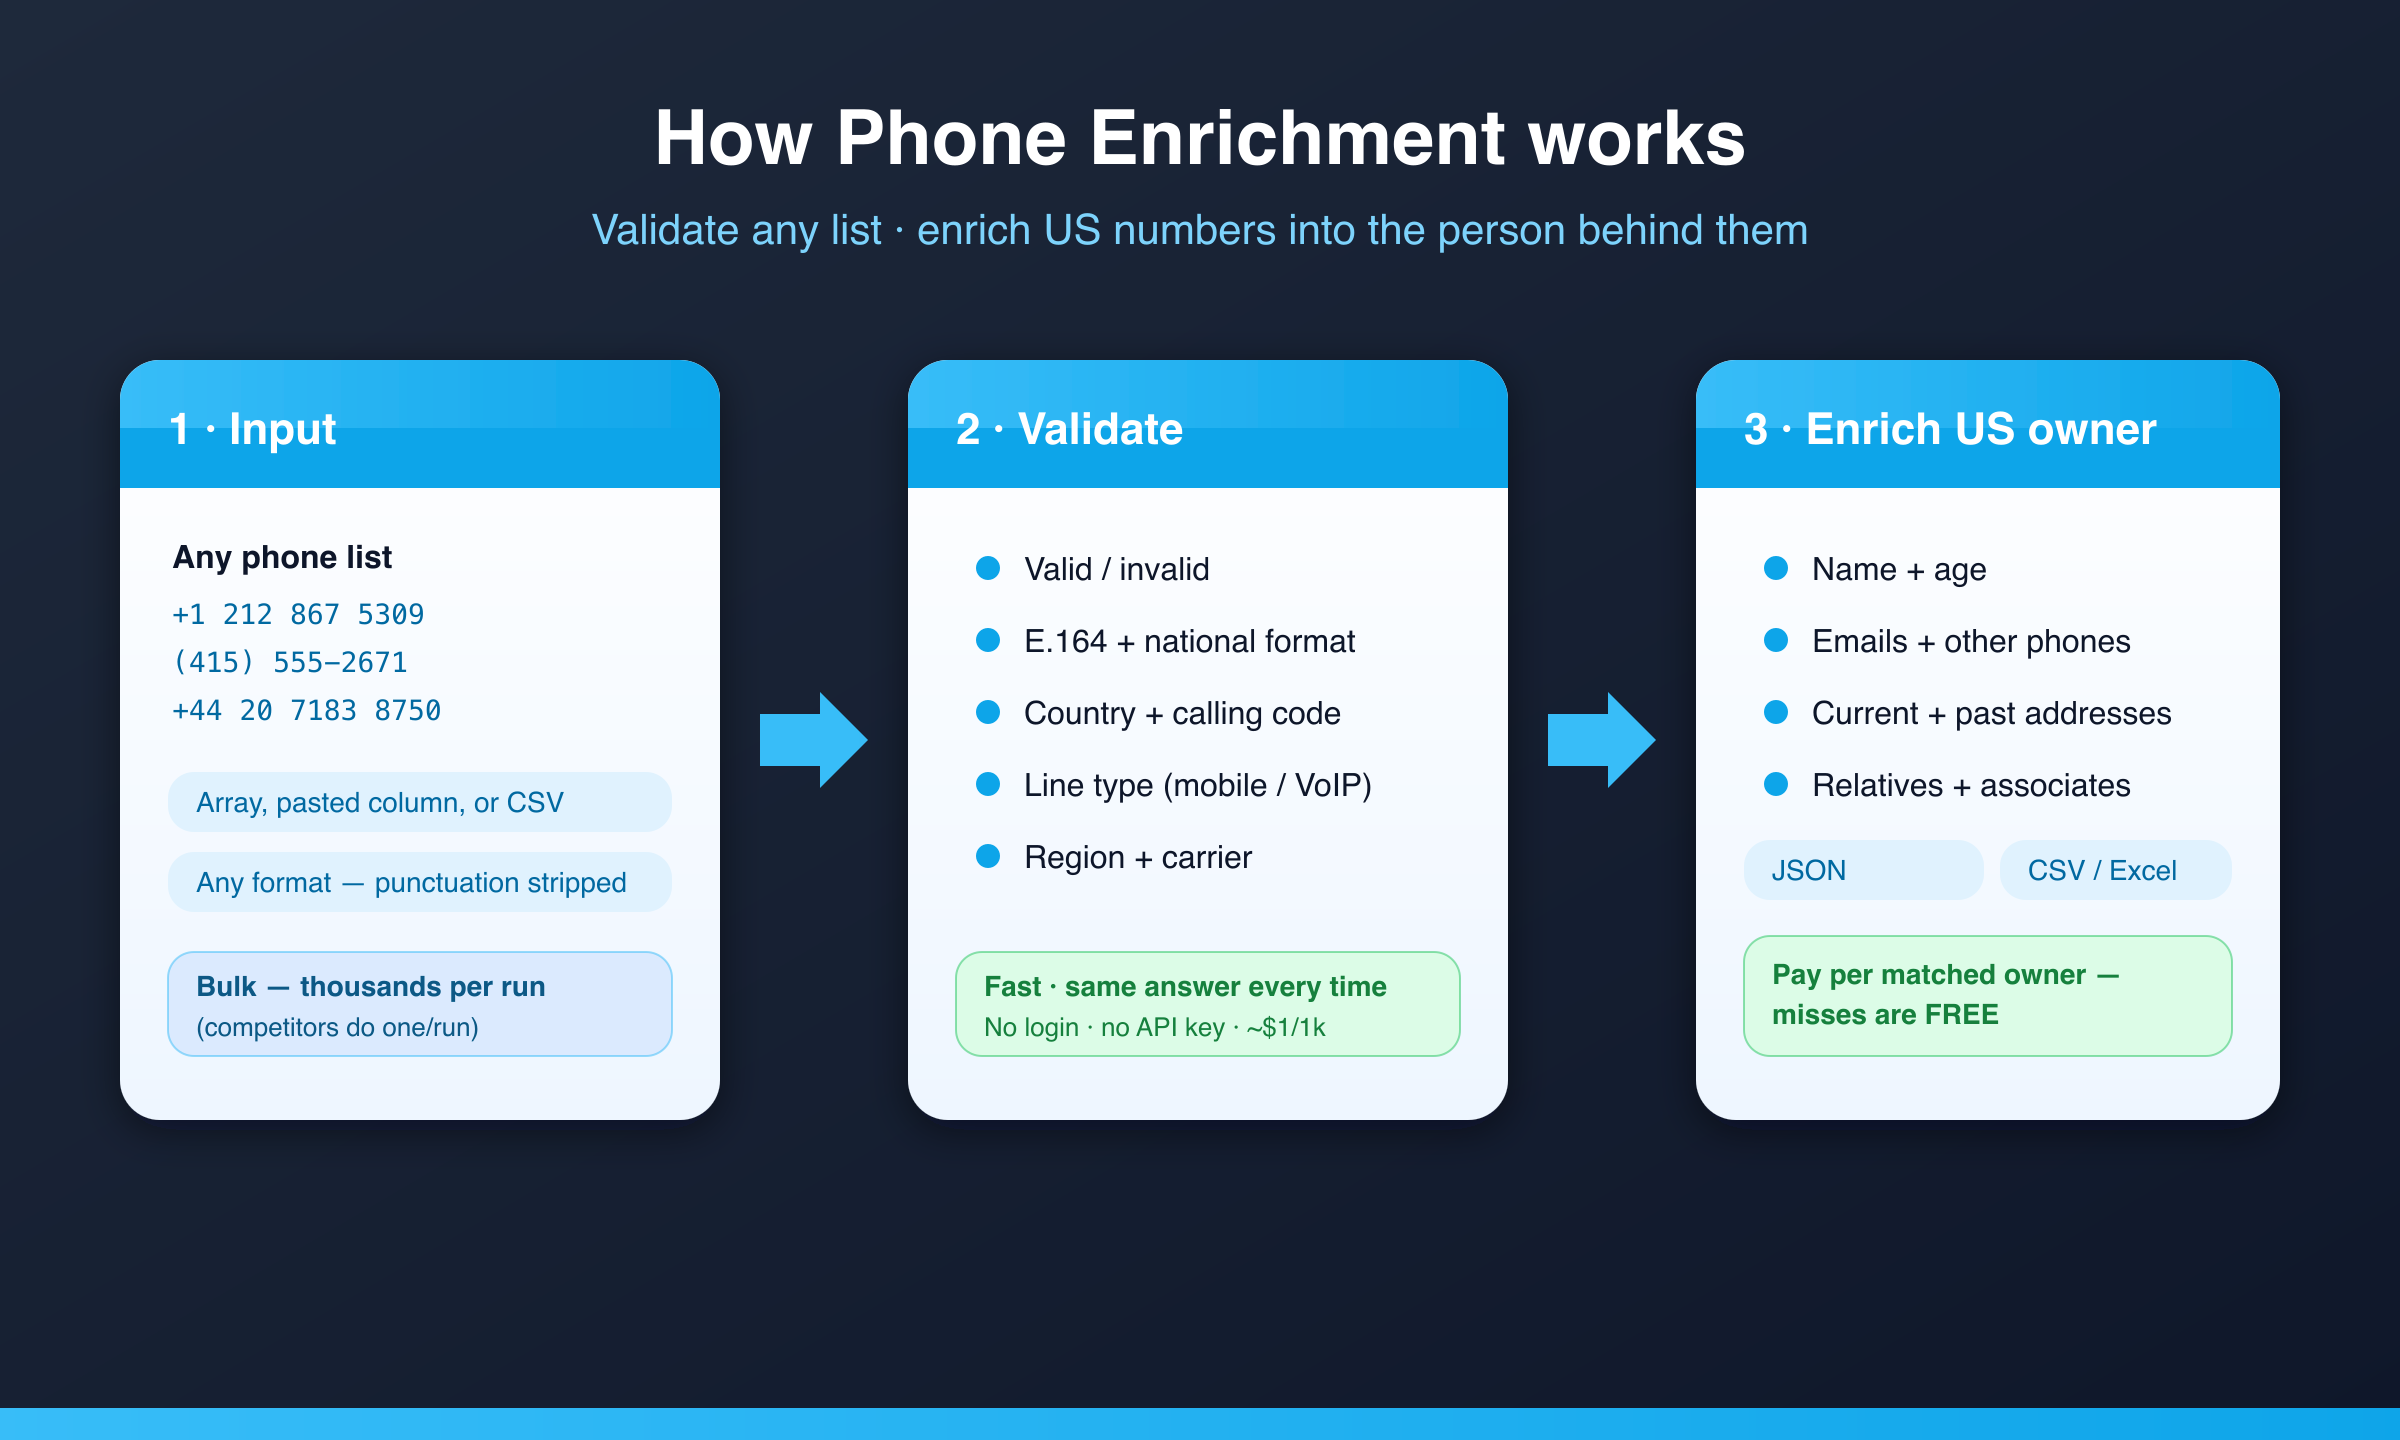 How Phone Enrichment works
Validate any list · enrich US numbers into the person behind them
1 · Input
Any phone list
+1 212 867 5309
(415) 555–2671
+44 20 7183 8750
Array, pasted column, or CSV
Any format — punctuation stripped
Bulk — thousands per run
(competitors do one/run)
2 · Validate
Valid / invalid
E.164 + national format
Country + calling code
Line type (mobile / VoIP)
Region + carrier
Fast · same answer every time
No login · no API key · ~$1/1k
3 · Enrich US owner
Name + age
Emails + other phones
Current + past addresses
Relatives + associates
JSON
CSV / Excel
Pay per matched owner —
misses are FREE